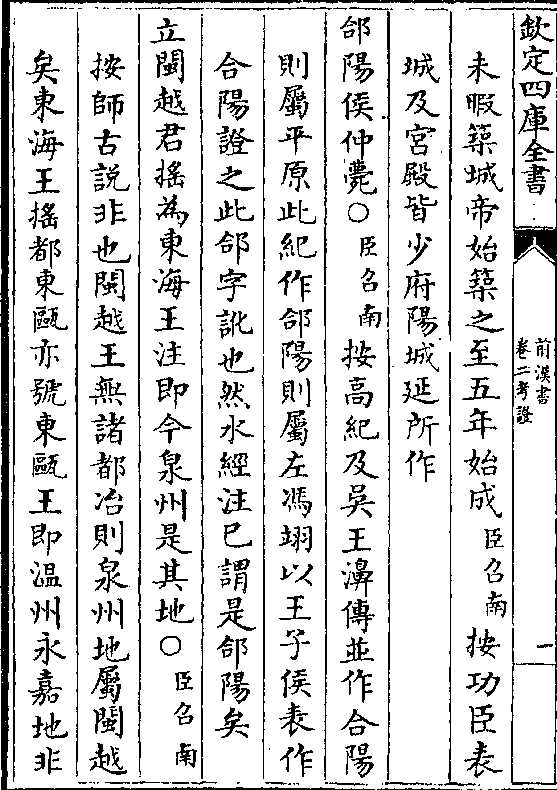 欽定四庫全書
前漢書
卷二考證
一
未暇築城帝始築之至五年始成臣召南按功臣表
城及宮殿皆少府陽城延所作
郃陽侯仲薨○臣召南按高紀及吳王濞傳並作合陽
則屬平原此紀作郃陽則屬左馮翊以王子侯表作
合陽證之此郃字訛也然水經注已謂是郃陽矣
立閩越君揺為東海王注即今泉州是其地○臣召南
按師古説非也閩越王無諸都冶則泉州地屬閩越
矣東海王揺都東甌亦號東甌王即温州永嘉地非